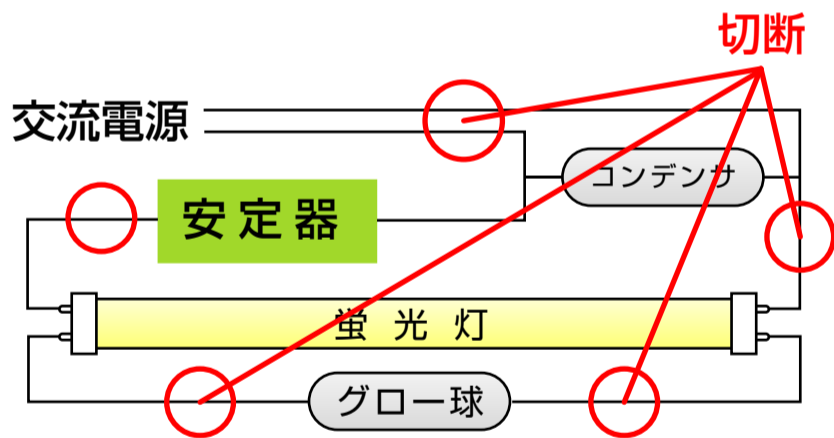 切断
交流電源
コンデンサ
安定器
蛍光灯
グロー球